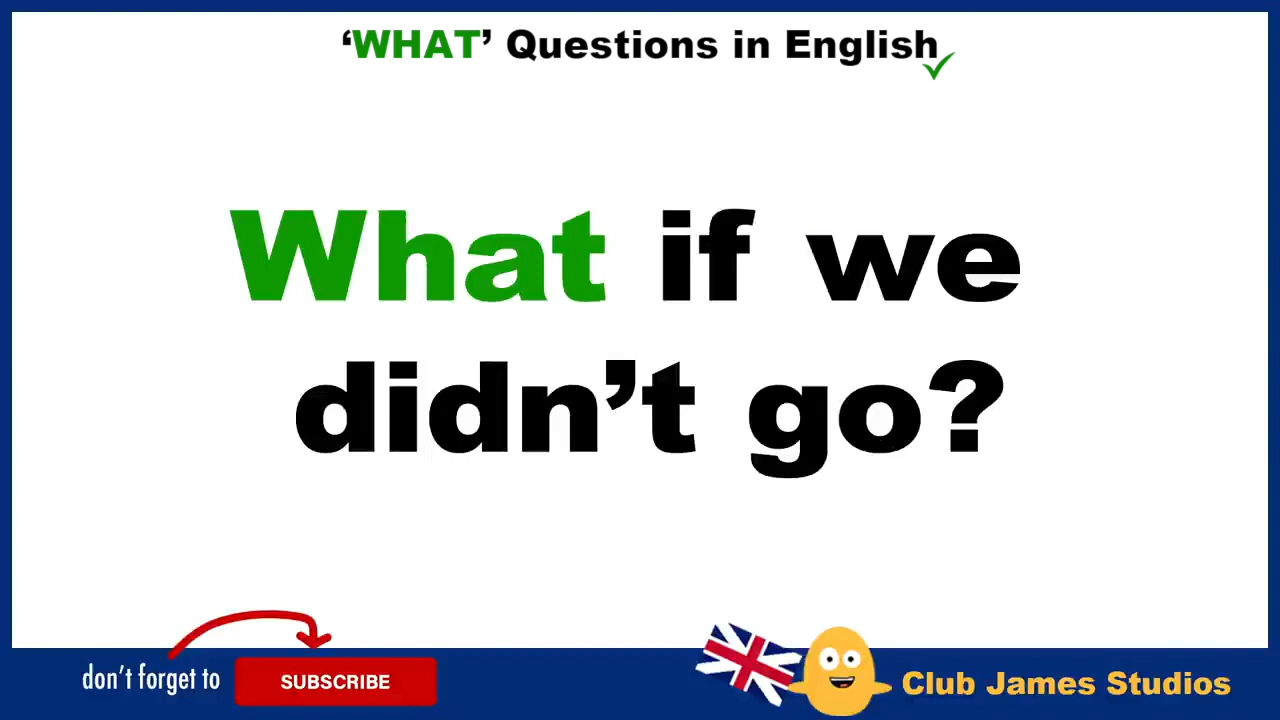 ‘WHAT’ Questions in English
What if we
didn’t go?
don’t forget to
SUBSCRIBE
Club James Studios